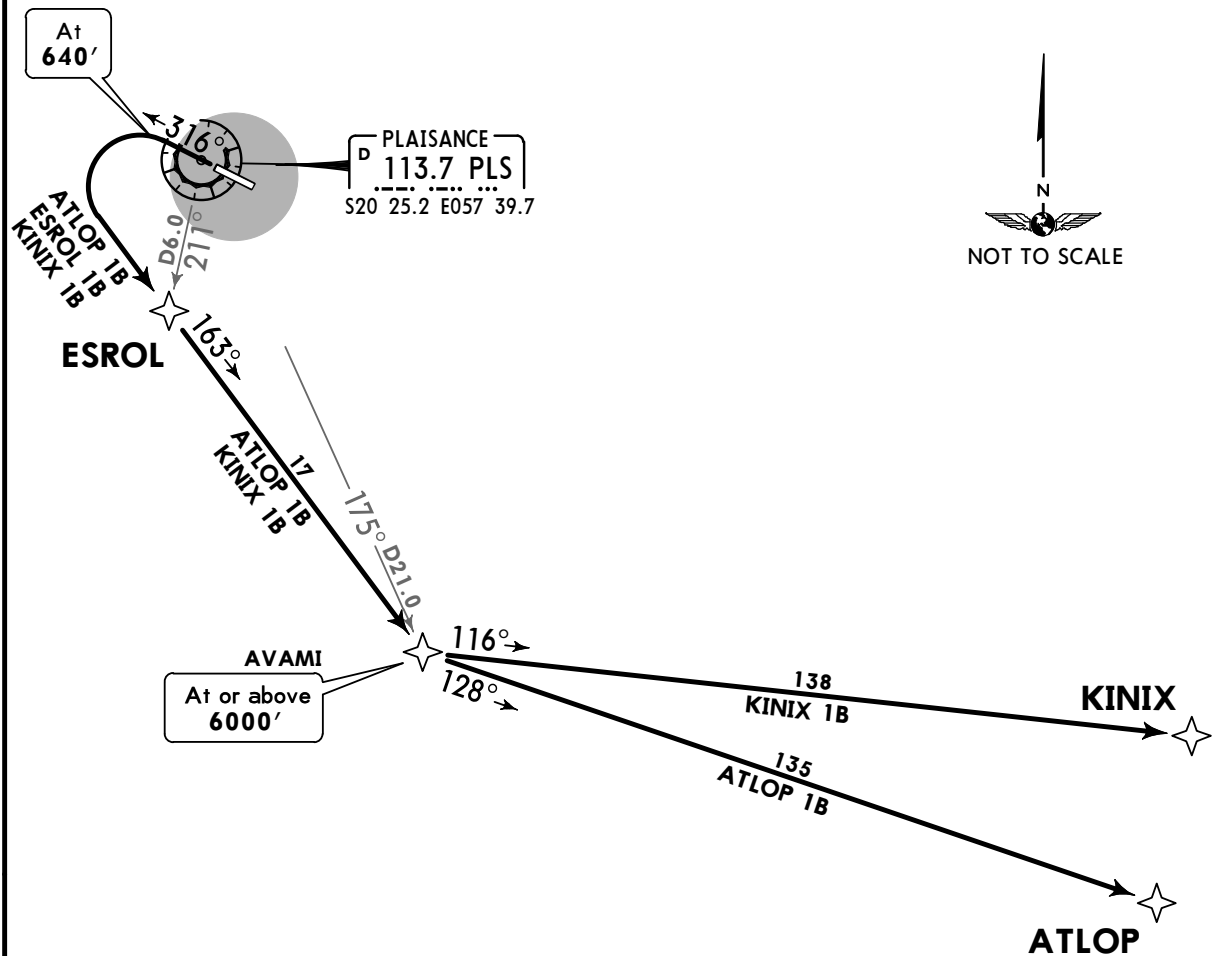 At
640′
316°
PLAISANCE
D 113.7 PLS
S20 25.2 E057 39.7
N
NOT TO SCALE
D6.0
211°
ATLOP 1B
ESROL 1B
KINIX 1B
ESROL
163°
17
ATLOP 1B
KINIX 1B
175°
D21.0
AVAMI
At or above
6000′
116°
128°
138
KINIX 1B
KINIX
135
ATLOP 1B
ATLOP